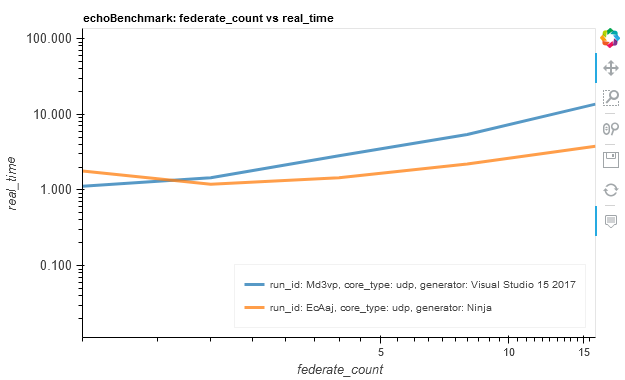 echoBenchmark: federate_count vs real_time
100.000
10.000
1.000
0.100
real_time
run_id: Md3vp, core_type: udp, generator: Visual Studio 15 2017
run_id: EcAaj, core_type: udp, generator: Ninja
5
10
15
federate_count